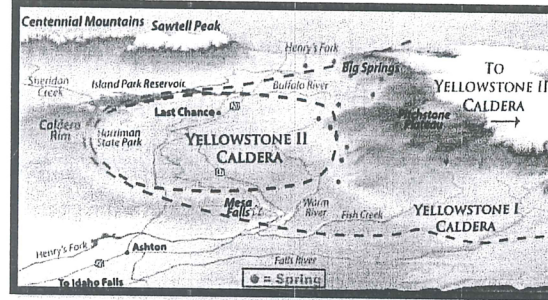 Centennial Mountains
Sawtell Peak
Henry's Fork
Big Springs
TO
YELLOWSTONE II
CALDERA
Sheridan
Creek
Island Park Reservoir
Buffalo River
Last Chance
Pitchstone
Plateau
Caldera
Rim
Harriman
State Park
YELLOWSTONE II
CALDERA
Mesa
Falls
Warm
River
Fish Creek
YELLOWSTONE I
CALDERA
Henry's Fork
Ashton
Falls River
To Idaho Falls
= Spring